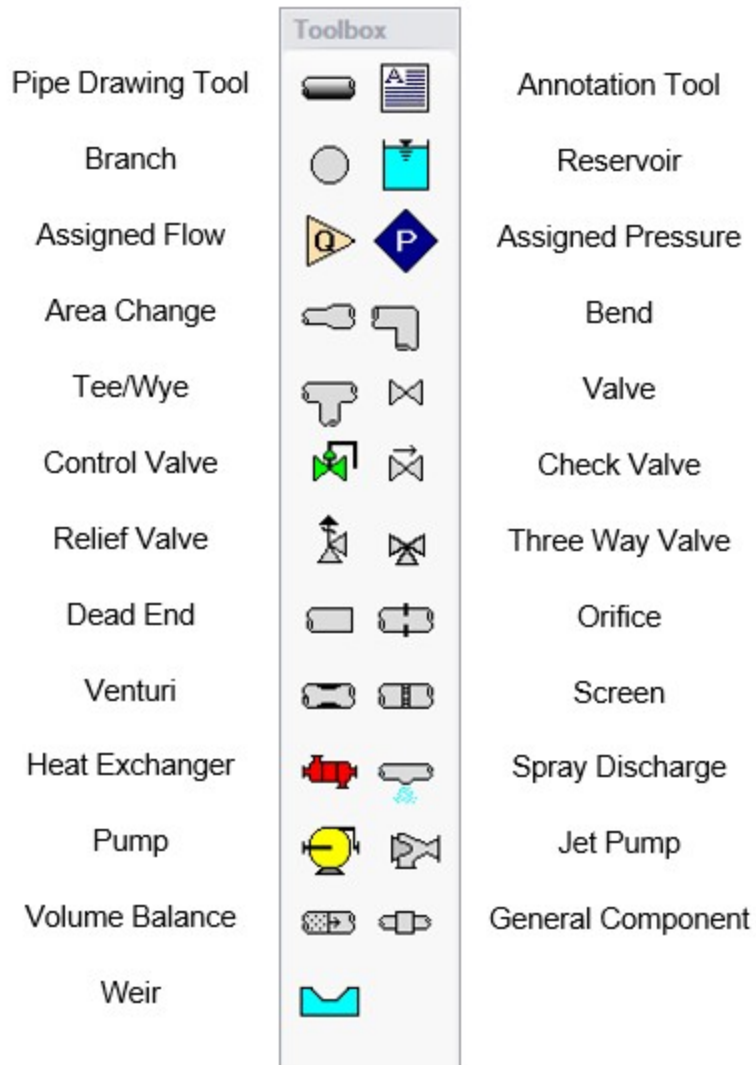 Toolbox
Pipe Drawing Tool
A
Annotation Tool
Branch
Reservoir
Assigned Flow
Q
P
Assigned Pressure
Area Change
Bend
Tee/Wye
Valve
Control Valve
Check Valve
Relief Valve
Three Way Valve
Dead End
Orifice
Venturi
Screen
Heat Exchanger
Spray Discharge
Pump
Jet Pump
Volume Balance
General Component
Weir